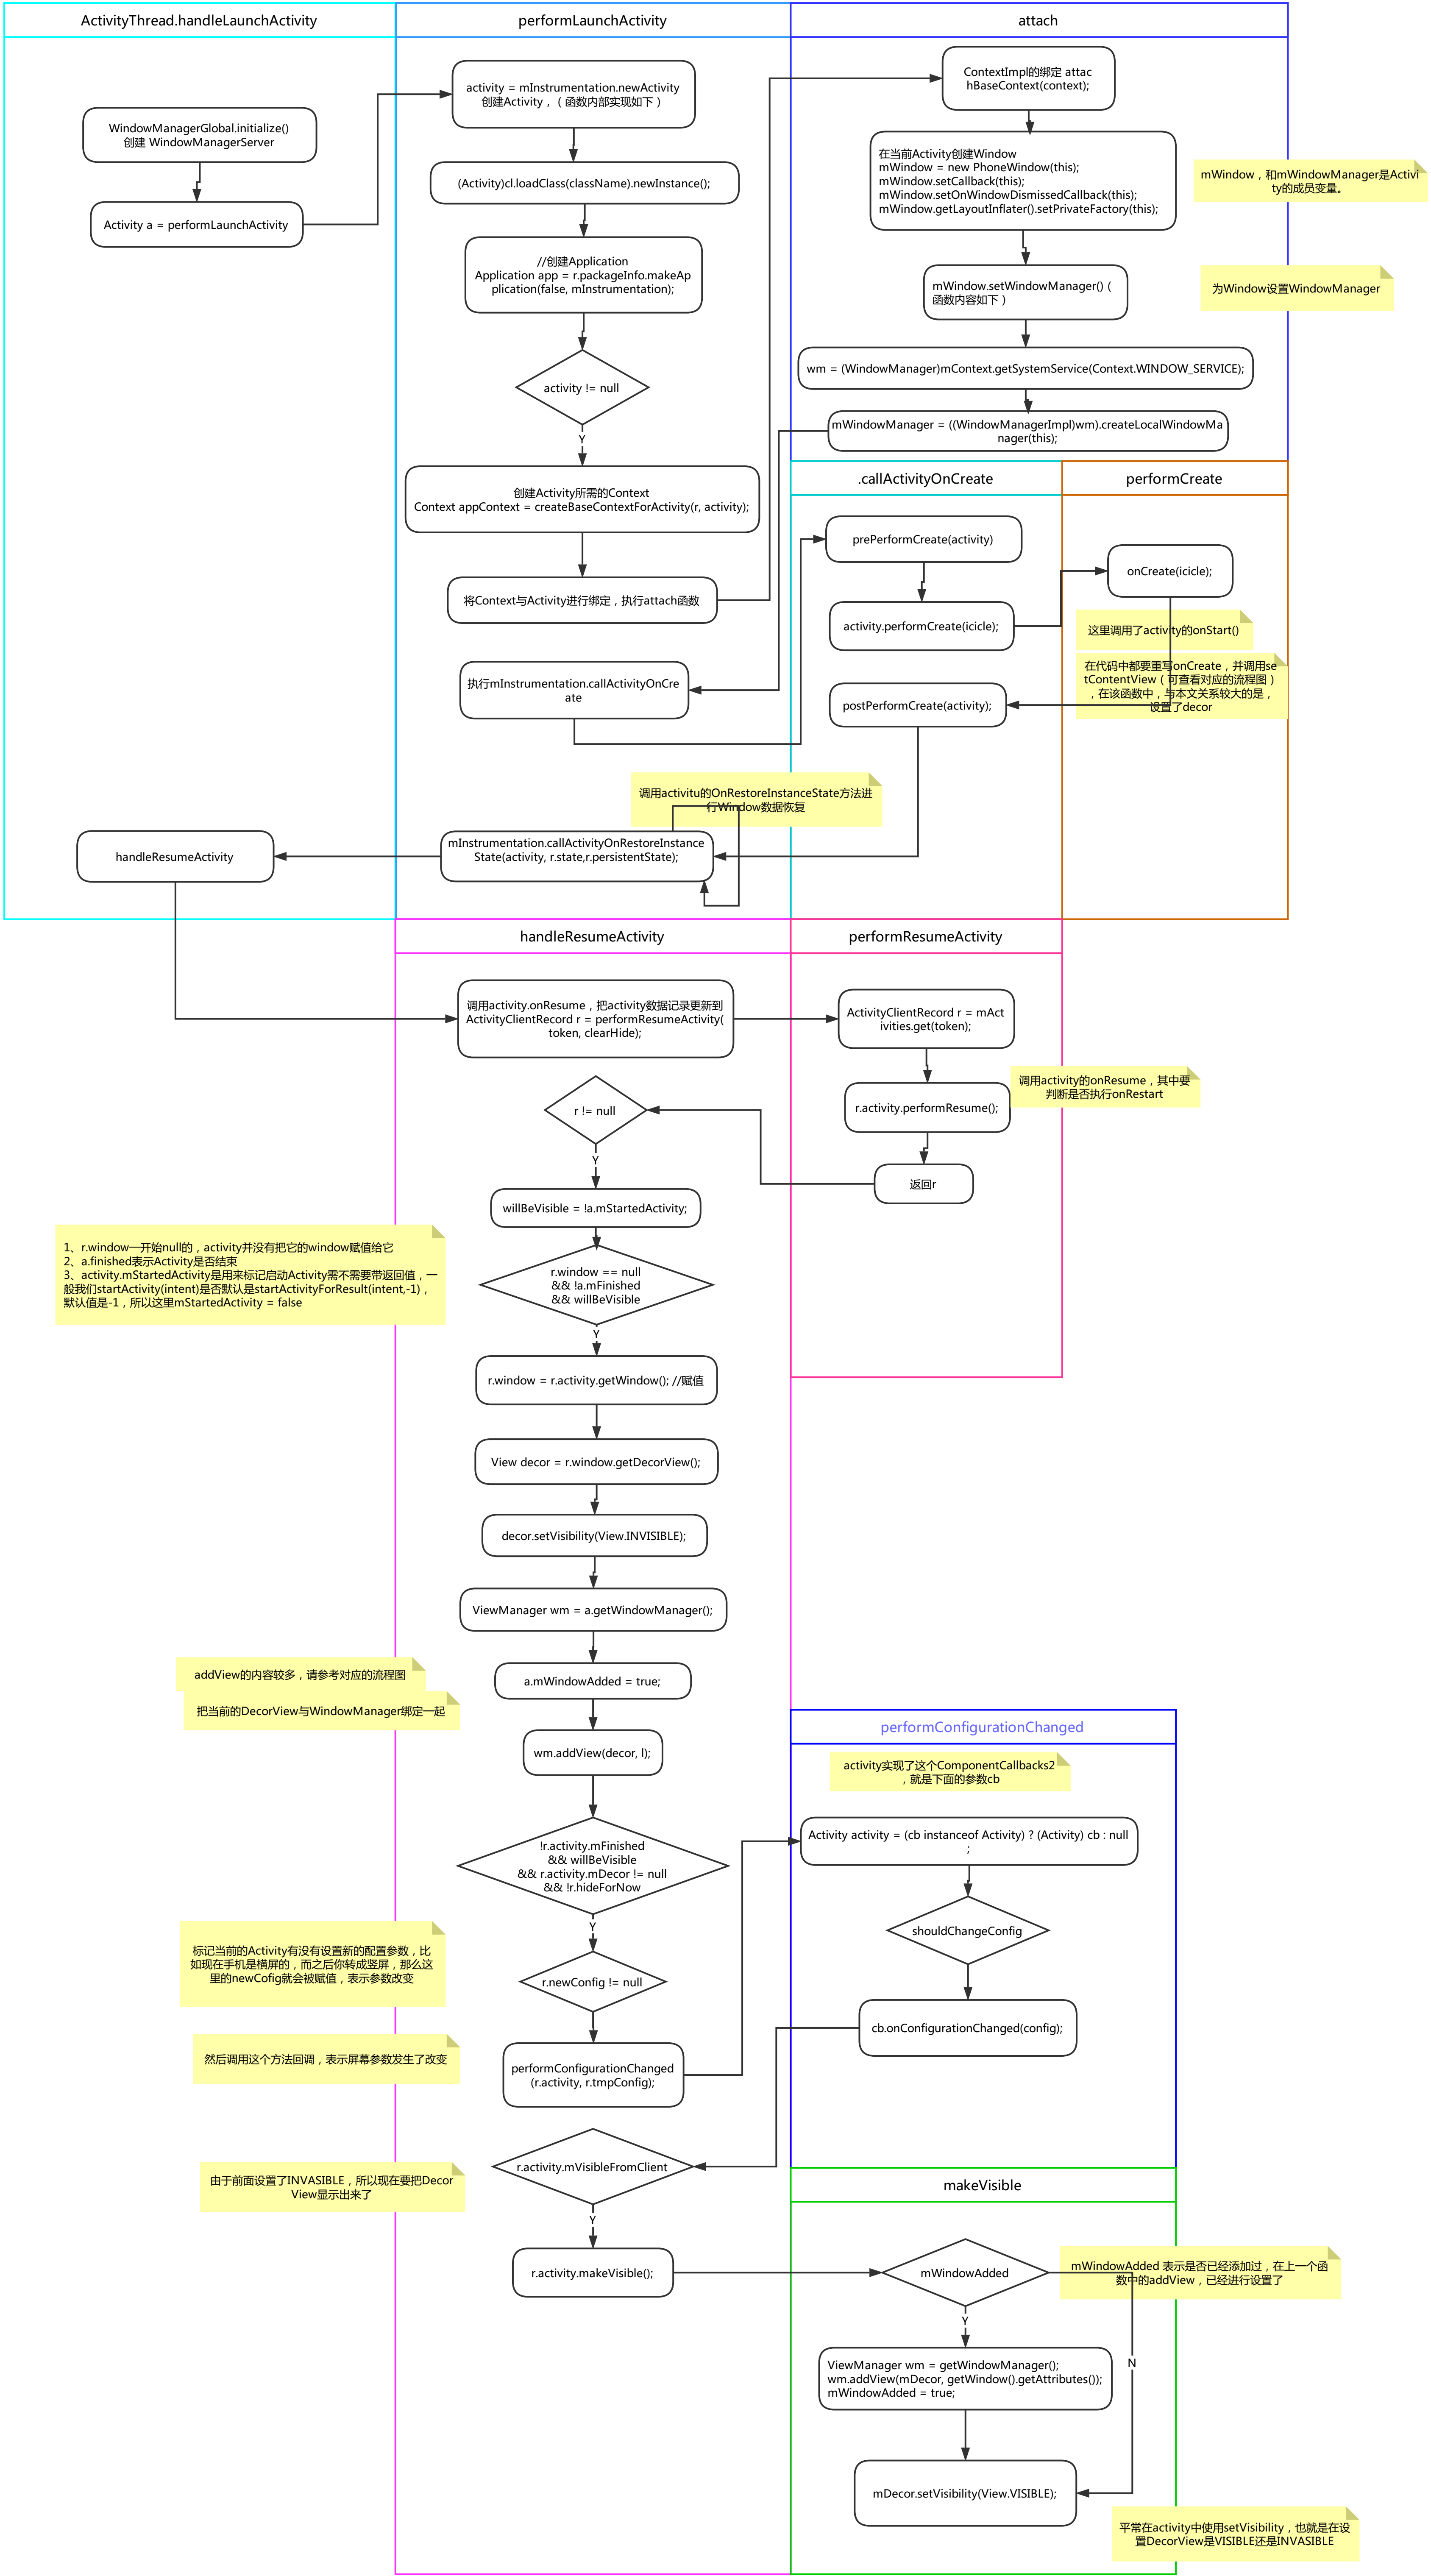 ActivityThread.handleLaunchActivity
performLaunchActivity
attach
WindowManagerGlobal.initialize()
创建 WindowManagerServer
Activity a = performLaunchActivity
activity = mInstrumentation.newActivity
创建Activity，（函数内部实现如下）
(Activity)cl.loadClass(className).newInstance();
//创建Application
Application app = r.packageInfo.makeAp
plication(false, mInstrumentation);
activity != null
Y
创建Activity所需的Context
Context appContext = createBaseContextForActivity(r, activity);
将Context与Activity进行绑定，执行attach函数
ContextImpl的绑定 attac
hBaseContext(context);
在当前Activity创建Window
mWindow = new PhoneWindow(this);
mWindow.setCallback(this);
mWindow.setOnWindowDismissedCallback(this);
mWindow.getLayoutInflater().setPrivateFactory(this);
mWindow，和mWindowManager是Activi
ty的成员变量。
mWindow.setWindowManager()（
函数内容如下）
为Window设置WindowManager
wm = (WindowManager)mContext.getSystemService(Context.WINDOW_SERVICE);
mWindowManager = ((WindowManagerImpl)wm).createLocalWindowMa
nager(this);
执行mInstrumentation.callActivityOnCre
ate
.callActivityOnCreate
performCreate
prePerformCreate(activity)
activity.performCreate(icicle);
onCreate(icicle);
这里调用了activity的onStart()
在代码中都要重写onCreate，并调用se
tContentView（可查看对应的流程图）
，在该函数中，与本文关系较大的是，
设置了decor
postPerformCreate(activity);
调用activitu的OnRestoreInstanceState方法进
行Window数据恢复
mInstrumentation.callActivityOnRestoreInstance
State(activity, r.state,r.persistentState);
handleResumeActivity
handleResumeActivity
performResumeActivity
调用activity.onResume，把activity数据记录更新到
ActivityClientRecord r = performResumeActivity(
token, clearHide);
ActivityClientRecord r = mAct
ivities.get(token);
r.activity.performResume();
调用activity的onResume，其中要
判断是否执行onRestart
返回r
r != null
Y
willBeVisible = !a.mStartedActivity;
1、r.window一开始null的，activity并没有把它的window赋值给它
2、a.finished表示Activity是否结束
3、activity.mStartedActivity是用来标记启动Activity需不需要带返回值，一
般我们startActivity(intent)是否默认是startActivityForResult(intent,-1)，
默认值是-1，所以这里mStartedActivity = false
r.window == null
&& !a.mFinished
&& willBeVisible
Y
r.window = r.activity.getWindow(); //赋值
View decor = r.window.getDecorView();
decor.setVisibility(View.INVISIBLE);
ViewManager wm = a.getWindowManager();
addView的内容较多，请参考对应的流程图
a.mWindowAdded = true;
把当前的DecorView与WindowManager绑定一起
wm.addView(decor, l);
!r.activity.mFinished
&& willBeVisible
&& r.activity.mDecor != null
&& !r.hideForNow
Y
标记当前的Activity有没有设置新的配置参数，比
如现在手机是横屏的，而之后你转成竖屏，那么这
里的newCofig就会被赋值，表示参数改变
r.newConfig != null
然后调用这个方法回调，表示屏幕参数发生了改变
performConfigurationChanged
(r.activity, r.tmpConfig);
performConfigurationChanged
activity实现了这个ComponentCallbacks2
，就是下面的参数cb
Activity activity = (cb instanceof Activity) ? (Activity) cb : null
;
shouldChangeConfig
cb.onConfigurationChanged(config);
r.activity.mVisibleFromClient
由于前面设置了INVASIBLE，所以现在要把Decor
View显示出来了
Y
r.activity.makeVisible();
makeVisible
mWindowAdded
mWindowAdded 表示是否已经添加过，在上一个函
数中的addView，已经进行设置了
Y
N
ViewManager wm = getWindowManager();
wm.addView(mDecor, getWindow().getAttributes());
mWindowAdded = true;
mDecor.setVisibility(View.VISIBLE);
平常在activity中使用setVisibility，也就是在设
置DecorView是VISIBLE还是INVASIBLE